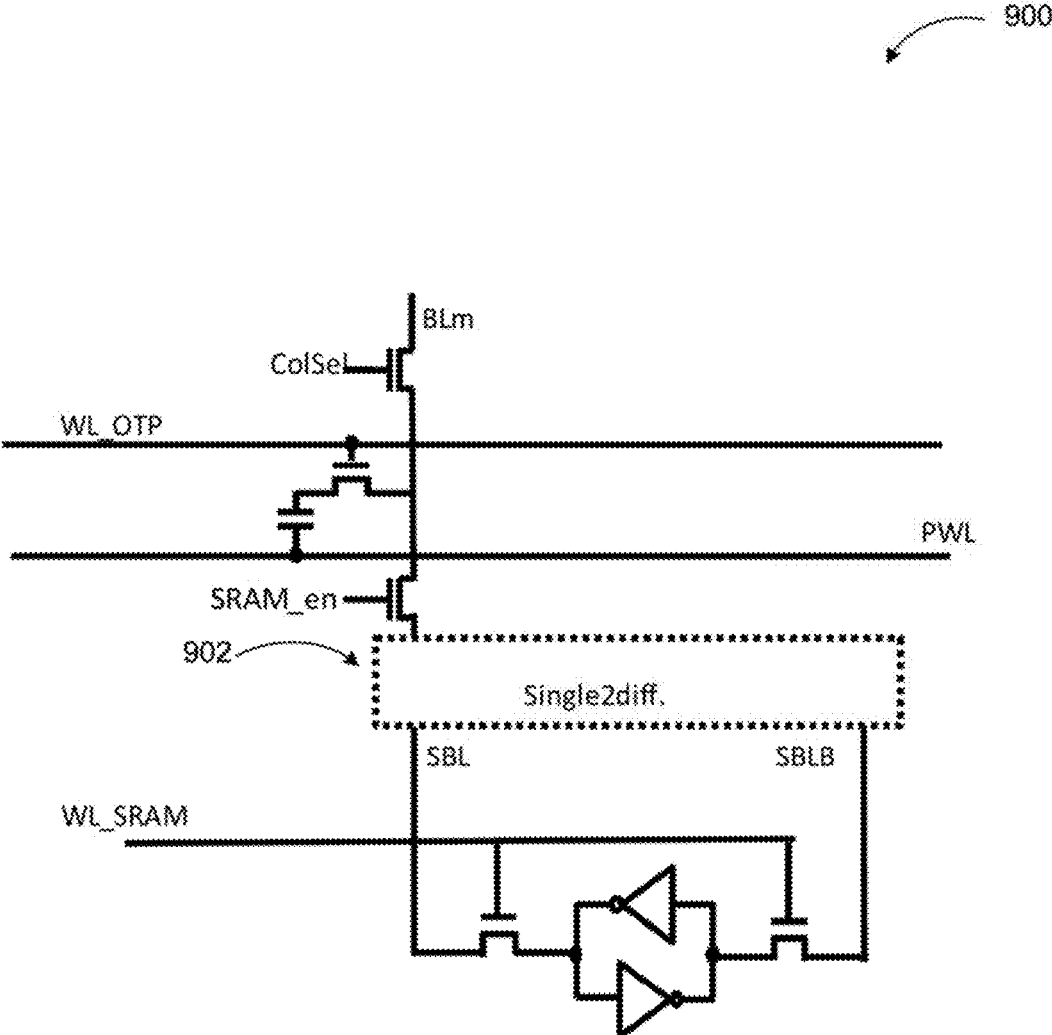 900
BLm
ColSel
WL_OTP
PWL
SRAM_en
902
Single2diff.
SBL
SBLB
WL_SRAM